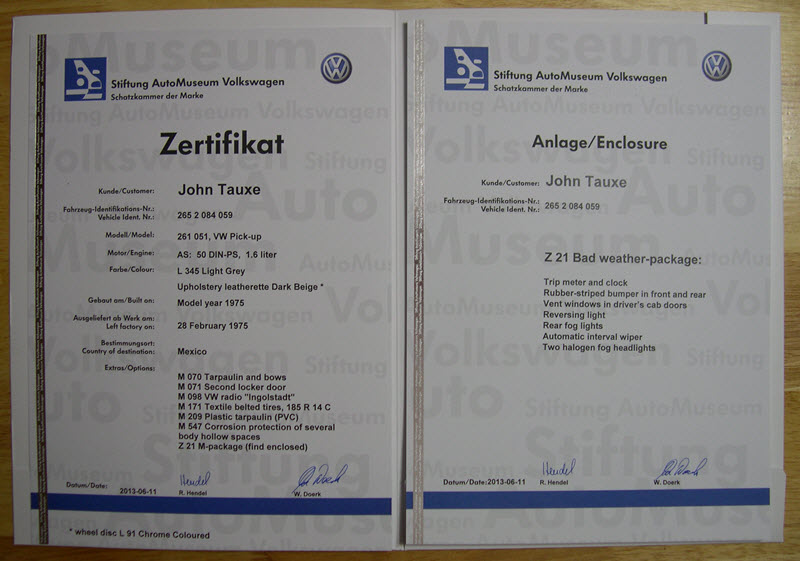 Stiftung AutoMuseum Volkswagen
Schatzkammer der Marke
Zertifikat
Kunde/Customer: John Tauxe
Fahrzeug-Identifikations-Nr.:
Vehicle Ident. Nr.: 265 2 084 059
Modell/Model: 261 051, VW Pick-up
Motor/Engine: AS: 50 DIN-PS, 1.6 liter
Farbe/Colour: L 345 Light Grey
Upholstery leatherette Dark Beige *
Gebaut am/Built on: Model year 1975
Ausgeliefert ab Werk am:
Left factory on: 28 February 1975
Bestimmungsort:
Country of destination: Mexico
Extras/Options:
M 070 Tarpaulin and bows
M 071 Second locker door
M 098 VW radio "Ingolstadt"
M 171 Textile belted tires, 185 R 14 C
M 209 Plastic tarpaulin (PVC)
M 547 Corrosion protection of several
body hollow spaces
Z 21 M-package (find enclosed)
Datum/Date: 2013-06-11
R. Hendel
W. Doerk
* wheel disc L 91 Chrome Coloured
Stiftung AutoMuseum Volkswagen
Schatzkammer der Marke
Anlage/Enclosure
Kunde/Customer: John Tauxe
Fahrzeug-Identifikations-Nr.:
Vehicle Ident. Nr.: 265 2 084 059
Z 21 Bad weather-package:
Trip meter and clock
Rubber-striped bumper in front and rear
Vent windows in driver's cab doors
Reversing light
Rear fog lights
Automatic interval wiper
Two halogen fog headlights
Datum/Date: 2013-06-11
R. Hendel
W. Doerk